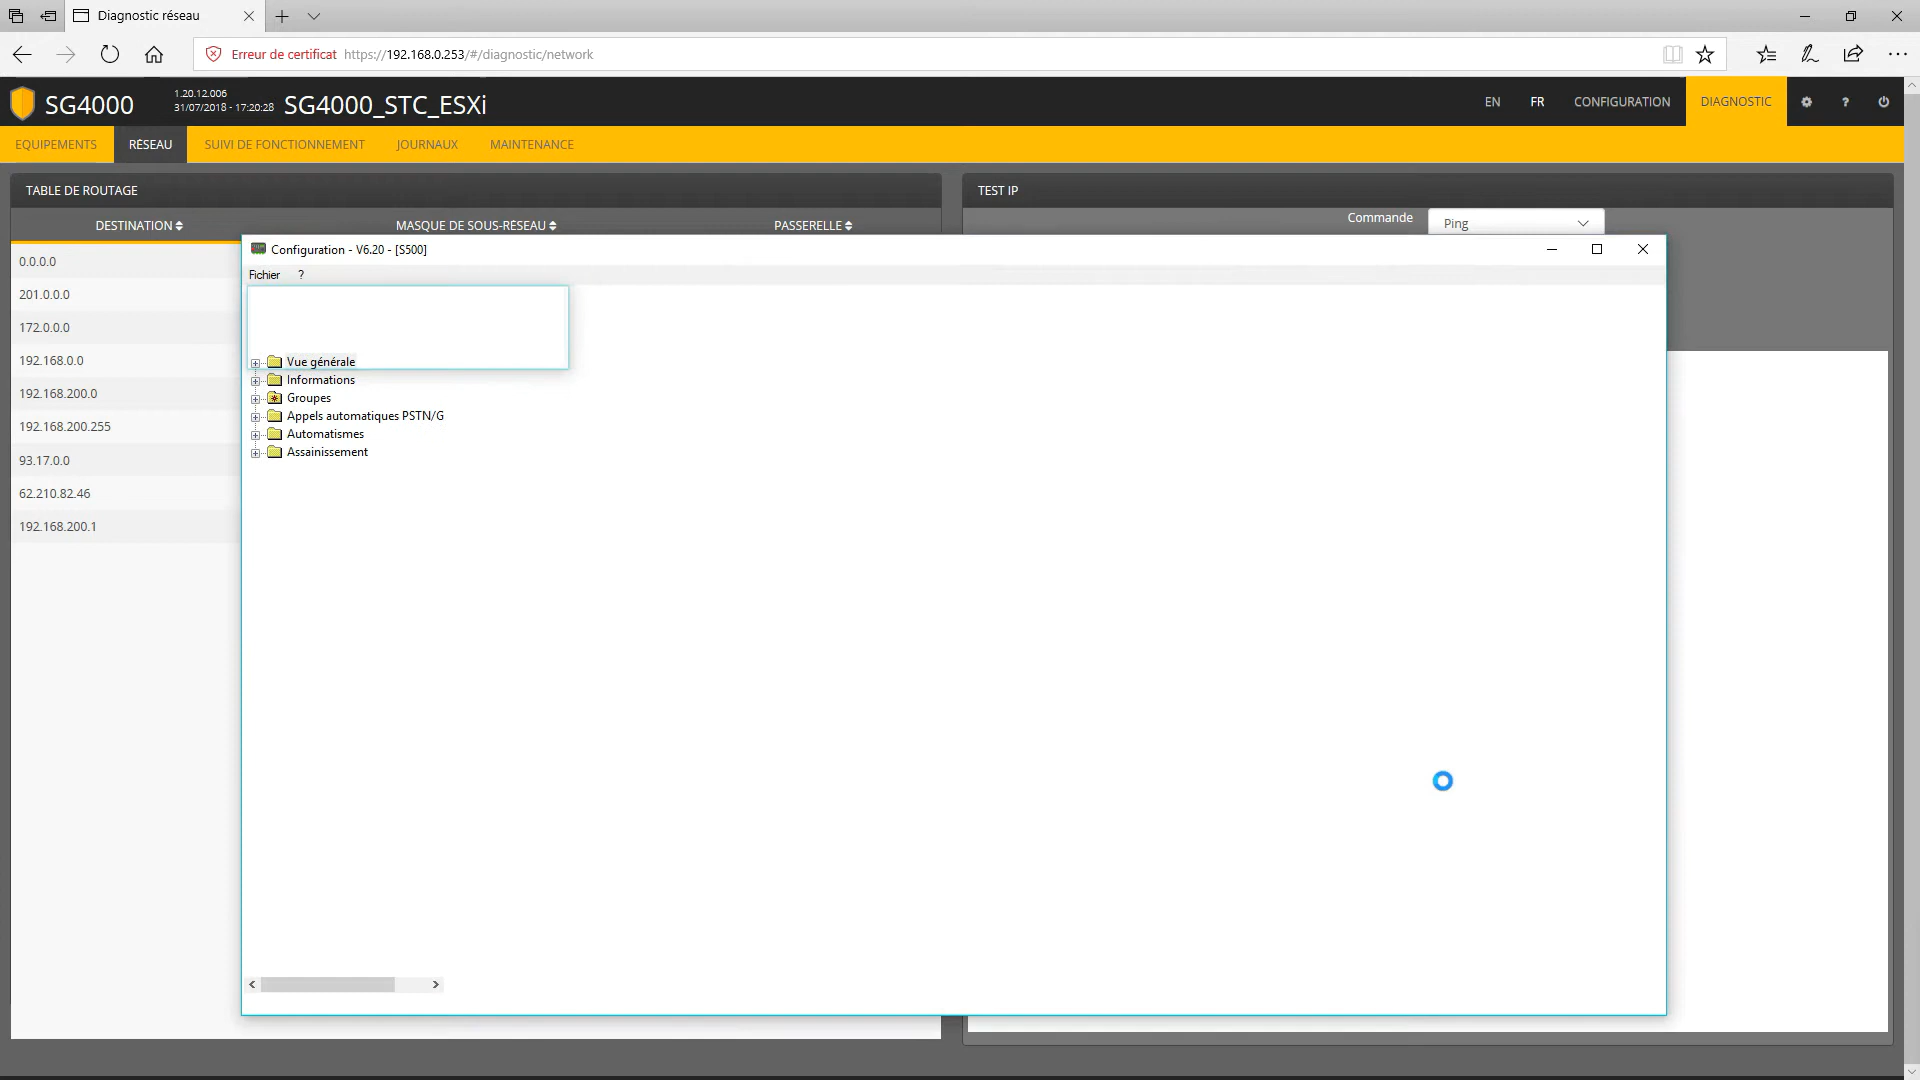 Diagnostic réseau
Erreur de certificat https://192.168.0.253/#/diagnostic/network
SG4000
1.20.12.006
31/07/2018 - 17:20:28
SG4000_STC_ESXi
EN FR CONFIGURATION DIAGNOSTIC ?
EQUIPEMENTS RÉSEAU SUIVI DE FONCTIONNEMENT JOURNAUX MAINTENANCE
TABLE DE ROUTAGE
DESTINATION MASQUE DE SOUS-RÉSEAU PASSERELLE
0.0.0.0
201.0.0.0
172.0.0.0
192.168.0.0
192.168.200.0
192.168.200.255
93.17.0.0
62.210.82.46
192.168.200.1
TEST IP
Commande Ping
Configuration - V6.20 - [S500]
Fichier ?
Vue générale
Informations
Groupes
Appels automatiques PSTN/G
Automatismes
Assainissement